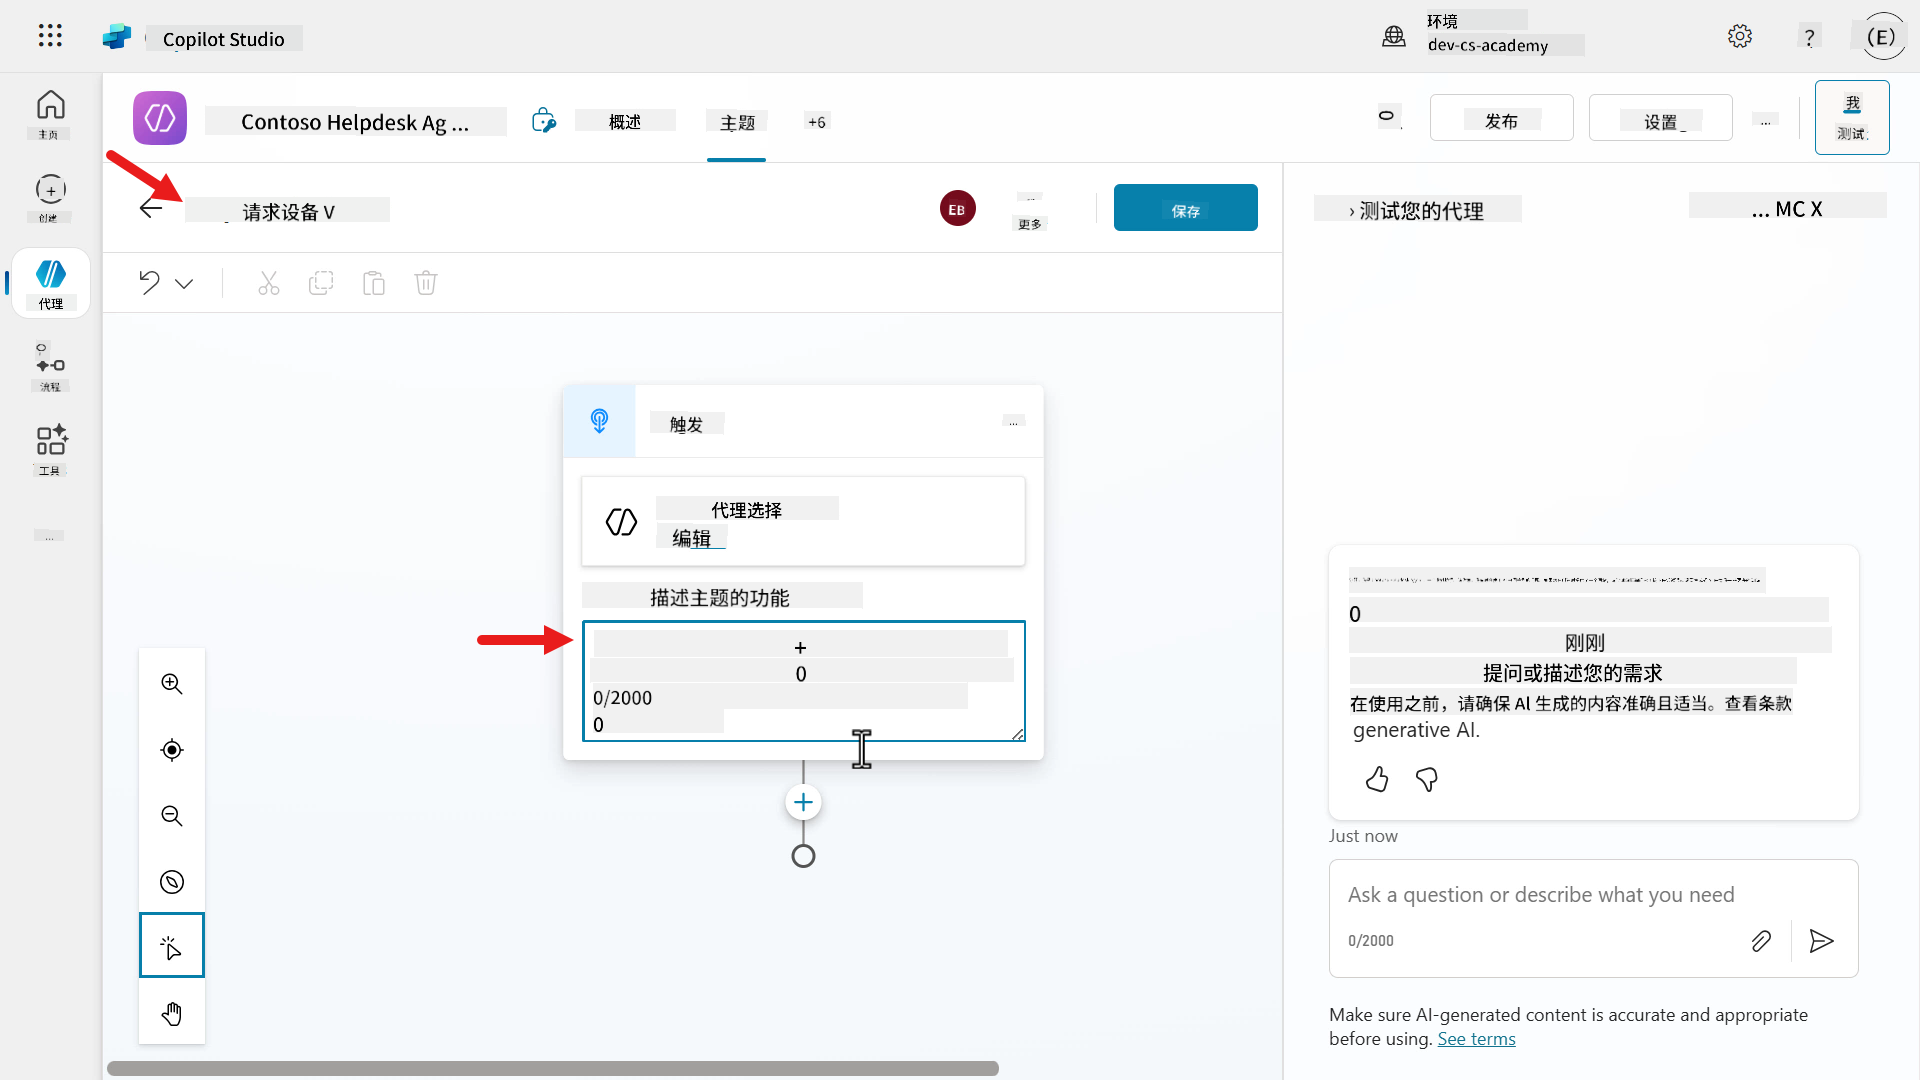 Copilot Studio
环境
dev-cs-academy
?
(E)
主页
创建
代理
流程
工具
...
Contoso Helpdesk Ag ...
概述
主题
+6
发布
设置
...
我
测试
请求设备 V
EB
更多
保存
触发
...
代理选择
编辑
描述主题的功能
+
0
0/2000
0
› 测试您的代理
... MC X
0
刚刚
提问或描述您的需求
在使用之前，请确保 AI 生成的内容准确且适当。查看条款
generative AI.
Just now
Ask a question or describe what you need
0/2000
Make sure AI-generated content is accurate and appropriate
before using. See terms